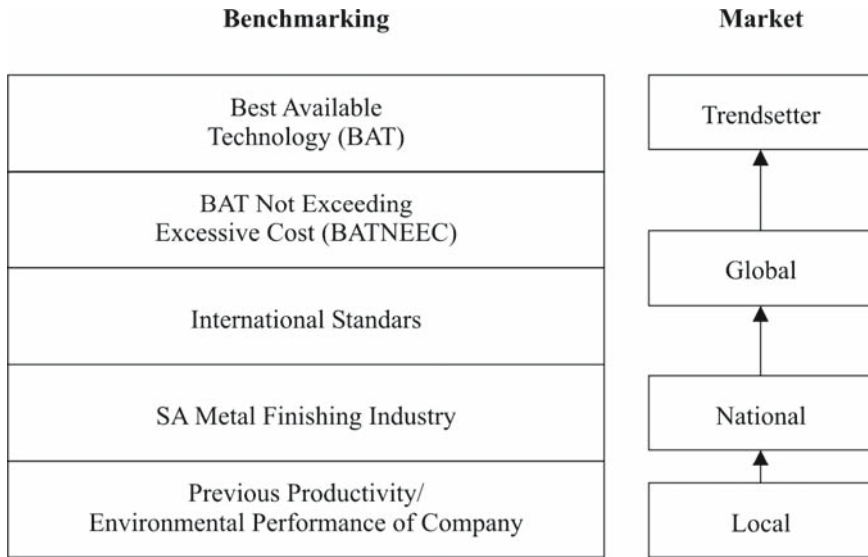 Benchmarking
Best Available
Technology (BAT)
BAT Not Exceeding
Excessive Cost (BATNEEC)
International Standars
SA Metal Finishing Industry
Previous Productivity/
Environmental Performance of Company
Market
Trendsetter
Global
National
Local